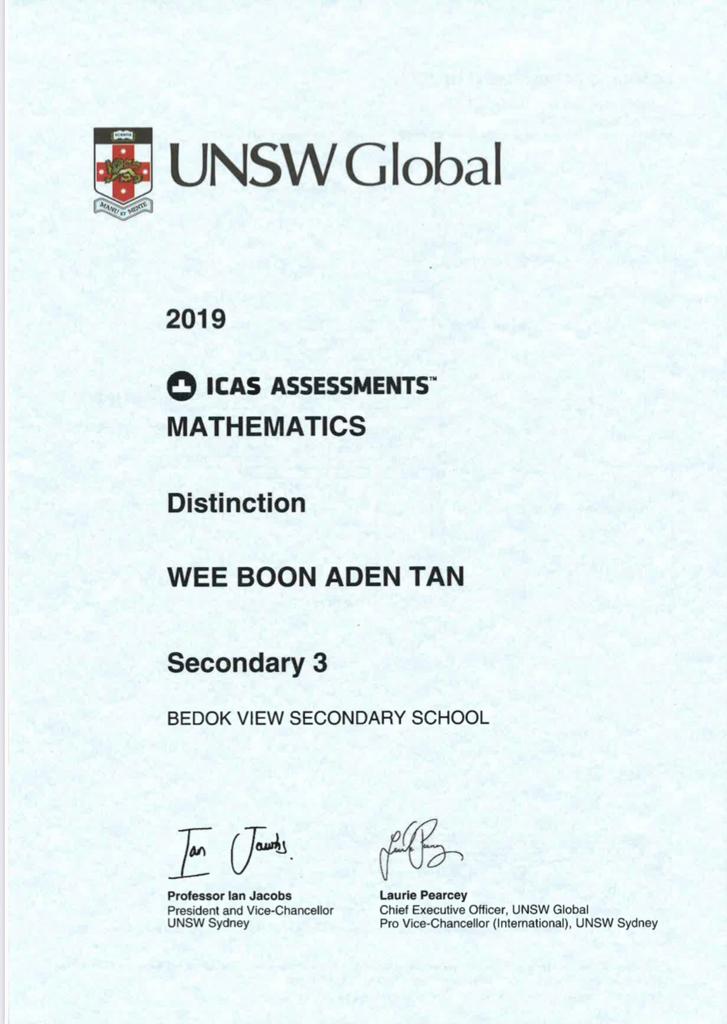 SCIENTIA
MANU ET MENTE
UNSW Global
2019
ICAS ASSESSMENTS™
MATHEMATICS
Distinction
WEE BOON ADEN TAN
Secondary 3
BEDOK VIEW SECONDARY SCHOOL
Ian Jacobs
Professor Ian Jacobs
President and Vice-Chancellor
UNSW Sydney
Laurie Pearcey
Chief Executive Officer, UNSW Global
Pro Vice-Chancellor (International), UNSW Sydney